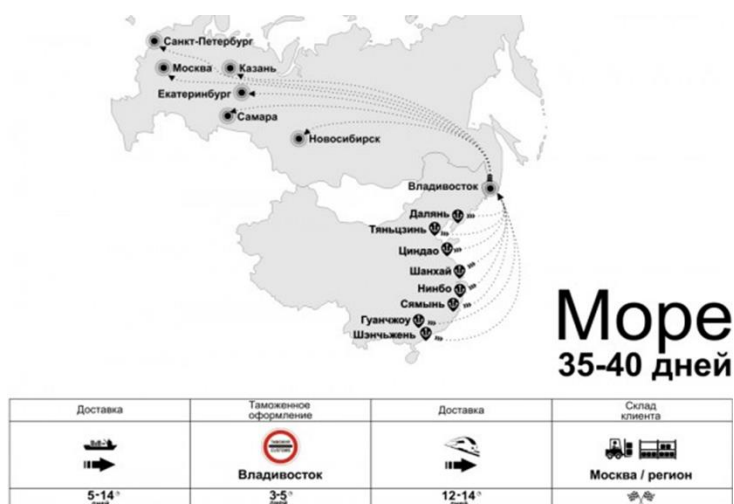 Санкт-Петербург
Москва
Казань
Екатеринбург
Самара
Новосибирск
Владивосток
Далянь
Тяньцзинь
Циндао
Шанхай
Нинбо
Сямынь
Гуанчжоу
Шэнчьжень
Море
35-40 дней
Доставка
Таможенное
оформление
Доставка
Склад
клиента
Владивосток
Москва / регион
5-14
3-5
12-14